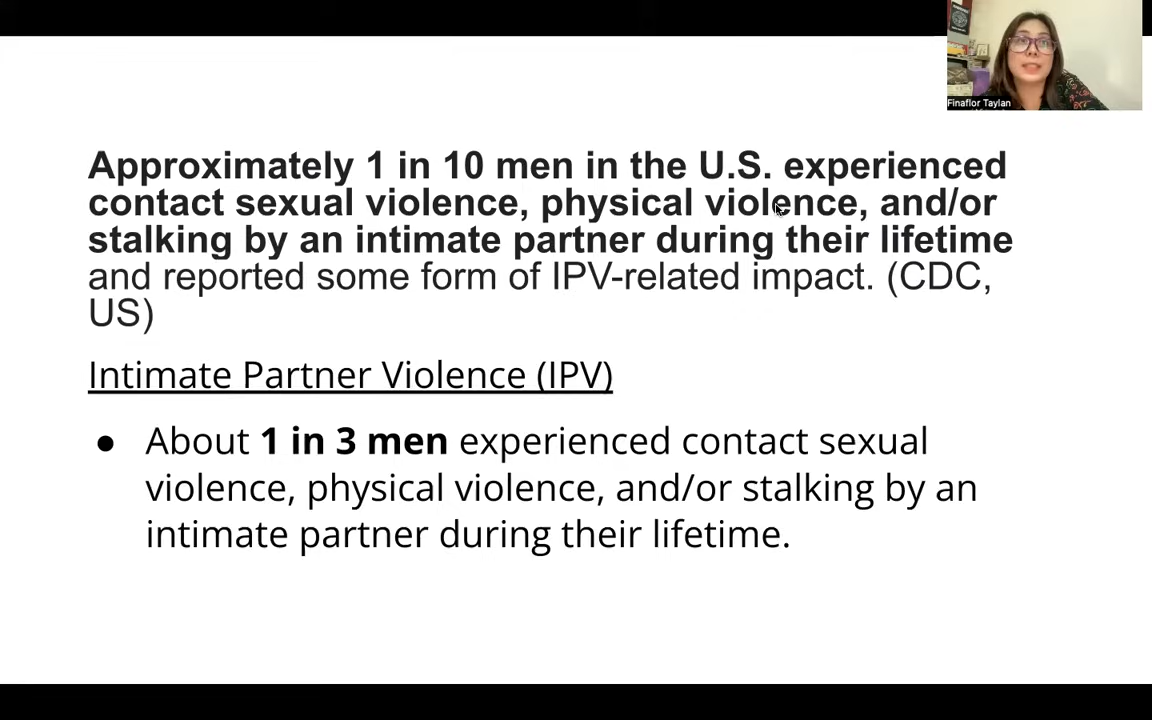 Finaflor Taylan
Approximately 1 in 10 men in the U.S. experienced
contact sexual violence, physical violence, and/or
stalking by an intimate partner during their lifetime
and reported some form of IPV-related impact. (CDC,
US)
Intimate Partner Violence (IPV)
● About 1 in 3 men experienced contact sexual
violence, physical violence, and/or stalking by an
intimate partner during their lifetime.